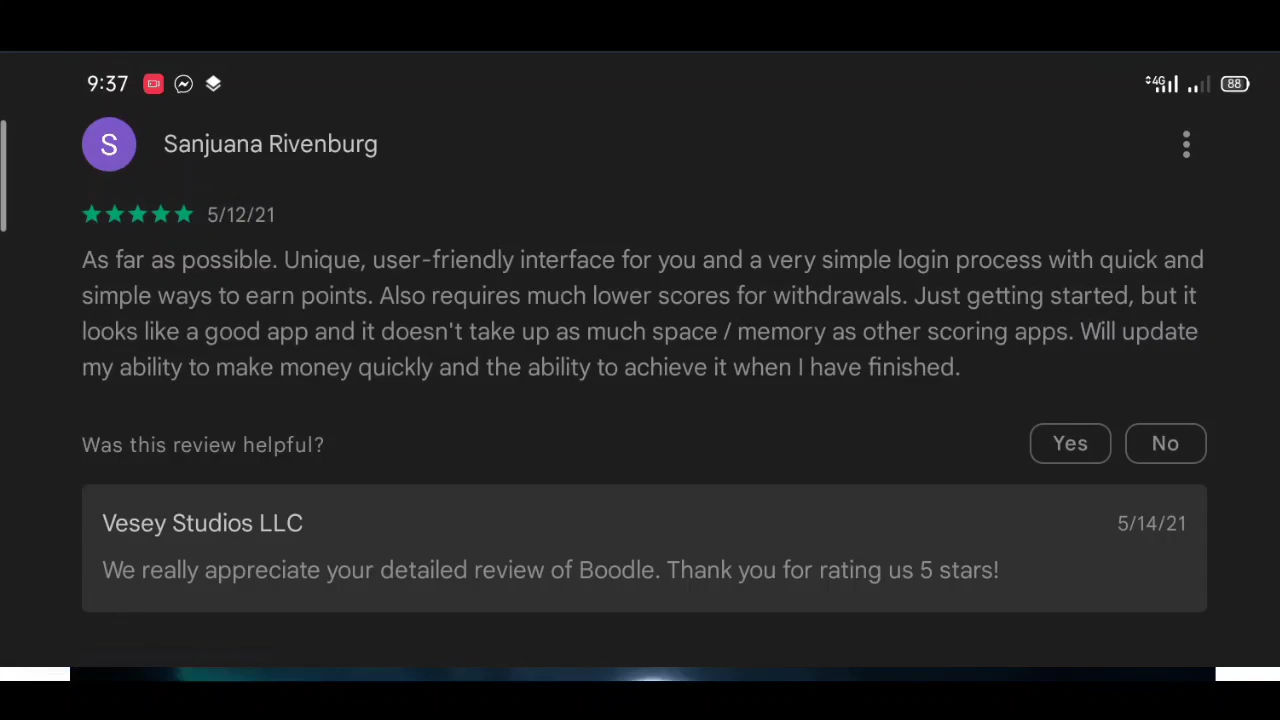 9:37
4G
88
S
Sanjuana Rivenburg
5/12/21
As far as possible. Unique, user-friendly interface for you and a very simple login process with quick and
simple ways to earn points. Also requires much lower scores for withdrawals. Just getting started, but it
looks like a good app and it doesn't take up as much space / memory as other scoring apps. Will update
my ability to make money quickly and the ability to achieve it when I have finished.
Was this review helpful?
Yes
No
Vesey Studios LLC
5/14/21
We really appreciate your detailed review of Boodle. Thank you for rating us 5 stars!